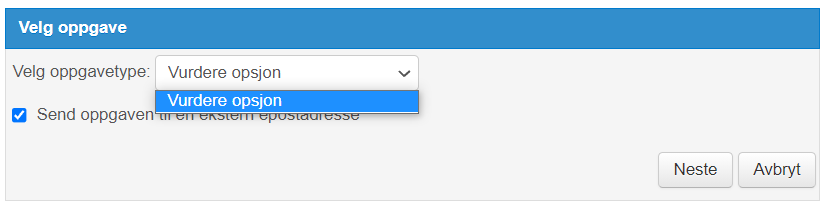 Velg oppgave
Velg oppgavetype: Vurdere opsjon
Vurdere opsjon
Send oppgaven til en ekstern epostadresse
Neste Avbryt